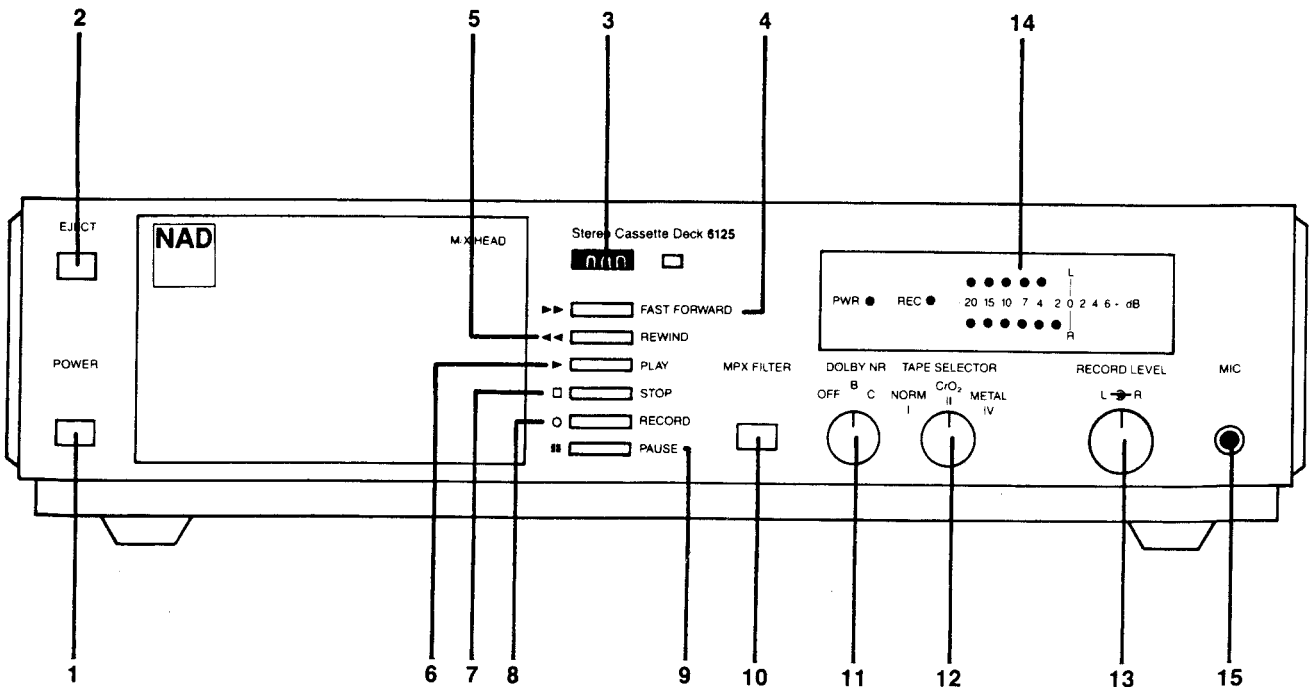 2 5 3 4 14
EJECT
NAD
Stereo Cassette Deck 6125
L
PWR REC 20 15 10 7 4 2 0 2 4 6+ dB
R
▶▶ FAST FORWARD
◀◀ REWIND
POWER
▶ PLAY
□ STOP
○ RECORD
PAUSE
MPX FILTER
DOLBY NR
OFF B C
TAPE SELECTOR
NORM I
CrO₂ II
METAL IV
RECORD LEVEL
L R
MIC
1 6 7 8 9 10 11 12 13 15